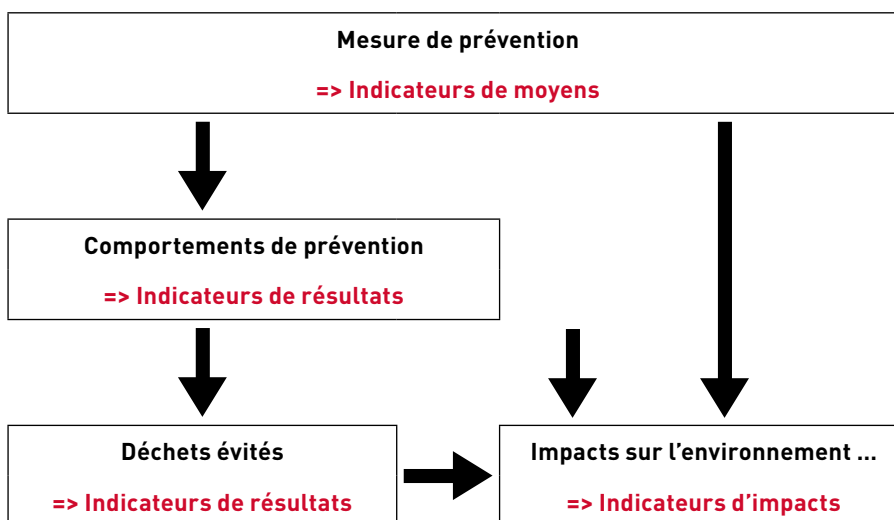 Mesure de prévention
=> Indicateurs de moyens
Comportements de prévention
=> Indicateurs de résultats
Déchets évités
=> Indicateurs de résultats
Impacts sur l’environnement ...
=> Indicateurs d’impacts